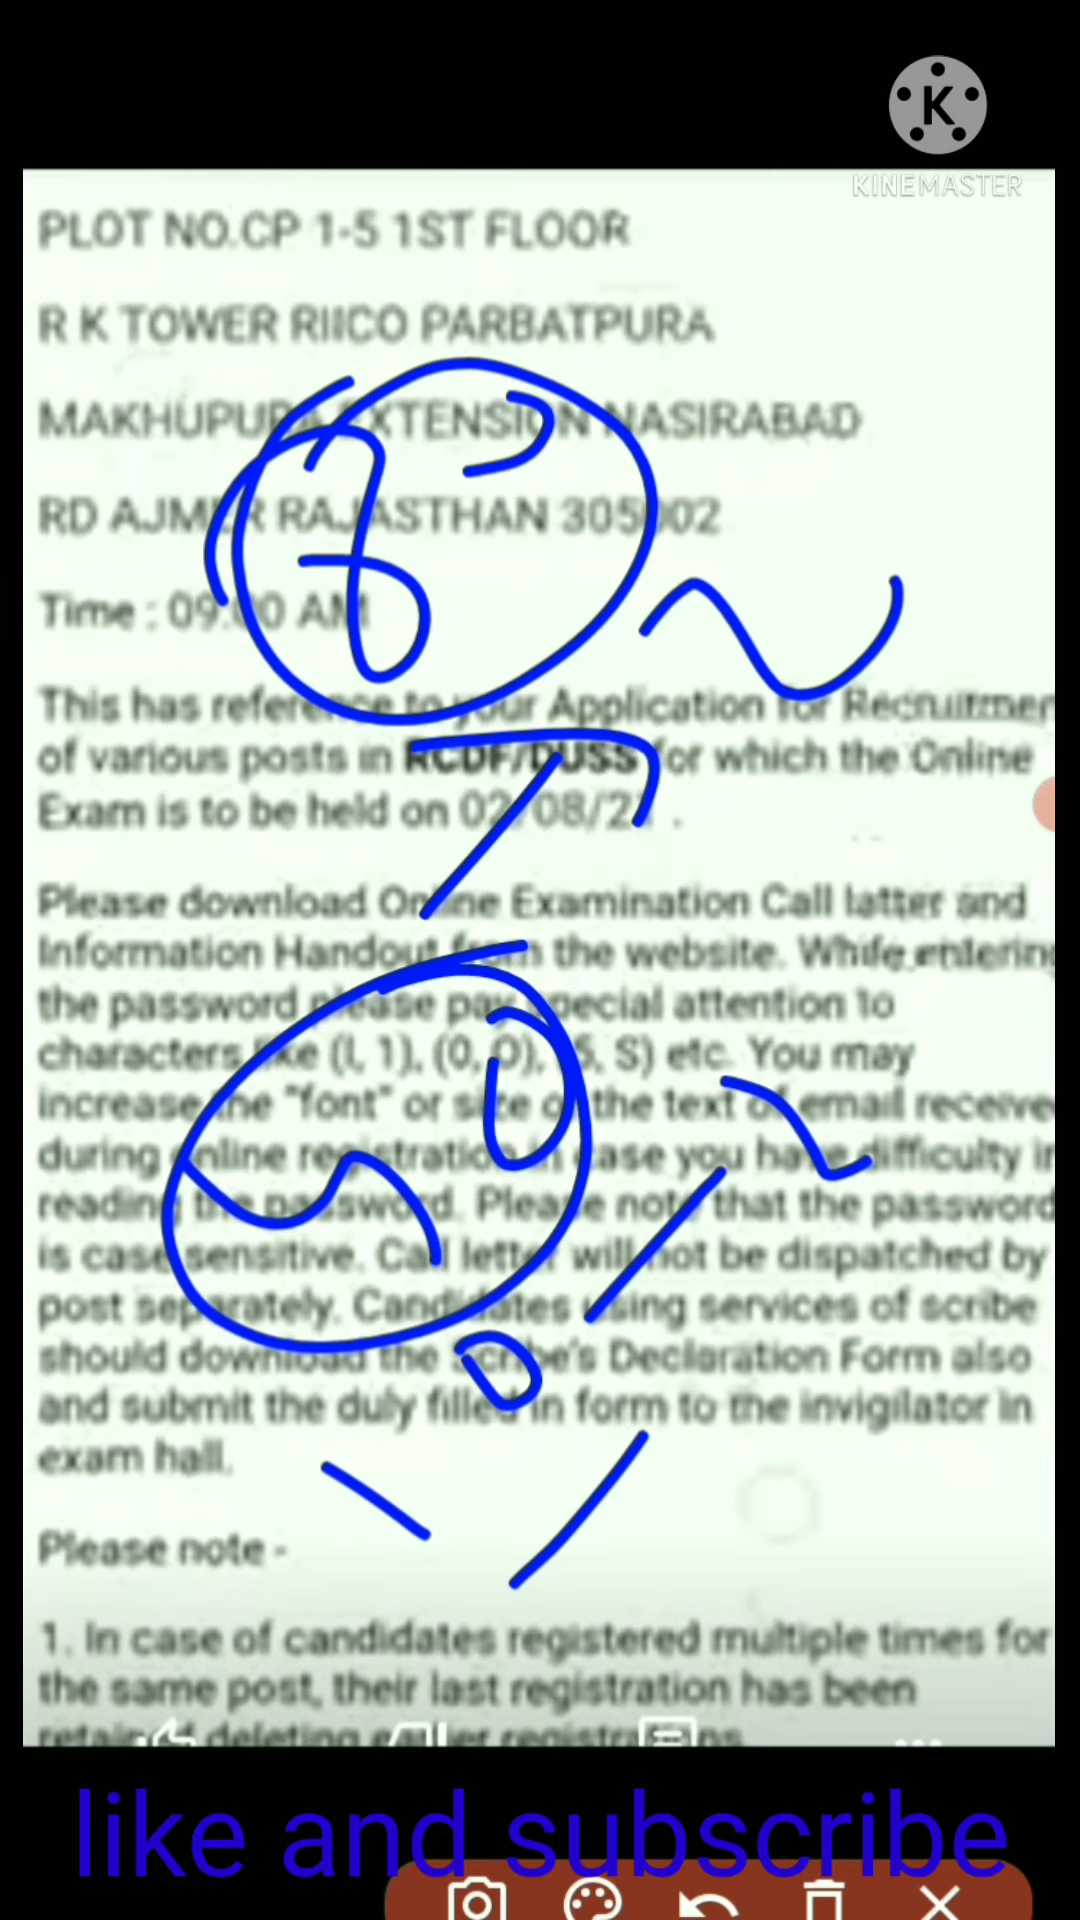 K
KINEMASTER
PLOT NO.CP 1-5 1ST FLOOR
R K TOWER RIICO PARBATPURA
MAKHUPURA EXTENSION NASIRABAD
RD AJMER RAJASTHAN 305002
Time : 09:00 AM
This has reference to your Application for Recruitmen
of various posts in RCDF/DUSS for which the Online
Exam is to be held on 02/08/21 .
Please download Online Examination Call latter and
Information Handout from the website. While entering
the password please pay special attention to
characters like (l, 1), (0, O), (5, S) etc. You may
increase the "font" or size of the text of email receive
during online registration in case you have difficulty in
reading the password. Please note that the password
is case sensitive. Call letter will not be dispatched by
post separately. Candidates using services of scribe
should download the Scribe's Declaration Form also
and submit the duly filled in form to the invigilator in
exam hall.
Please note -
1. In case of candidates registered multiple times for
the same post, their last registration has been
retained deleting earlier registrations
like and subscribe